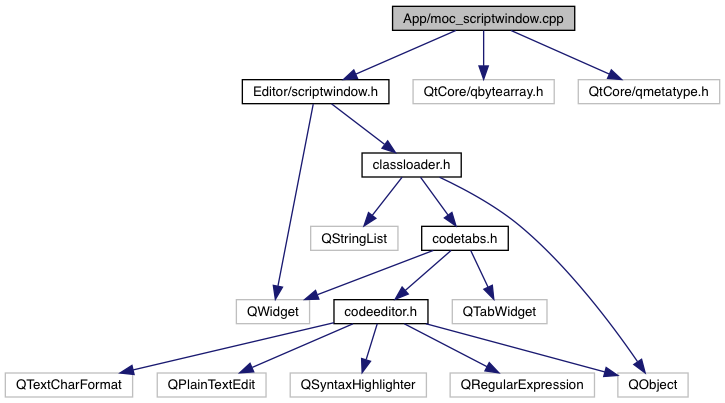 App/moc_scriptwindow.cpp
Editor/scriptwindow.h
QtCore/qbytearray.h
QtCore/qmetatype.h
classloader.h
QStringList
codetabs.h
QWidget
codeeditor.h
QTabWidget
QTextCharFormat
QPlainTextEdit
QSyntaxHighlighter
QRegularExpression
QObject